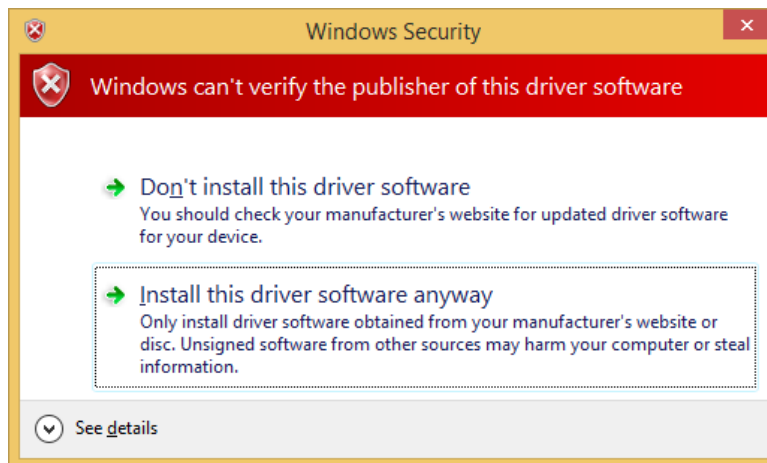 Windows Security
Windows can't verify the publisher of this driver software
Don't install this driver software
You should check your manufacturer's website for updated driver software
for your device.
Install this driver software anyway
Only install driver software obtained from your manufacturer's website or
disc. Unsigned software from other sources may harm your computer or steal
information.
See details